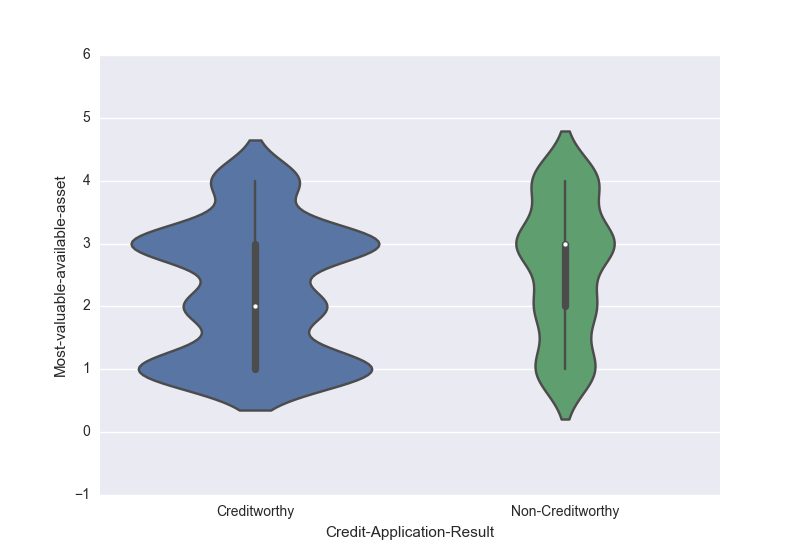 6
5
4
3
2
1
0
−1
Most-valuable-available-asset
Creditworthy
Non-Creditworthy
Credit-Application-Result